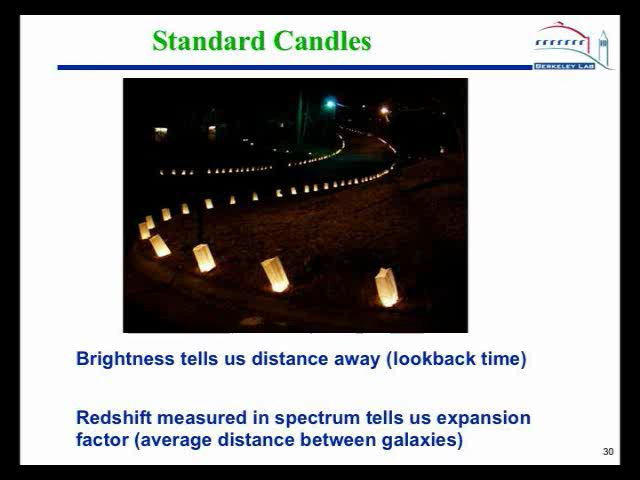 Standard Candles
BERKELEY LAB
Brightness tells us distance away (lookback time)
Redshift measured in spectrum tells us expansion
factor (average distance between galaxies)
30